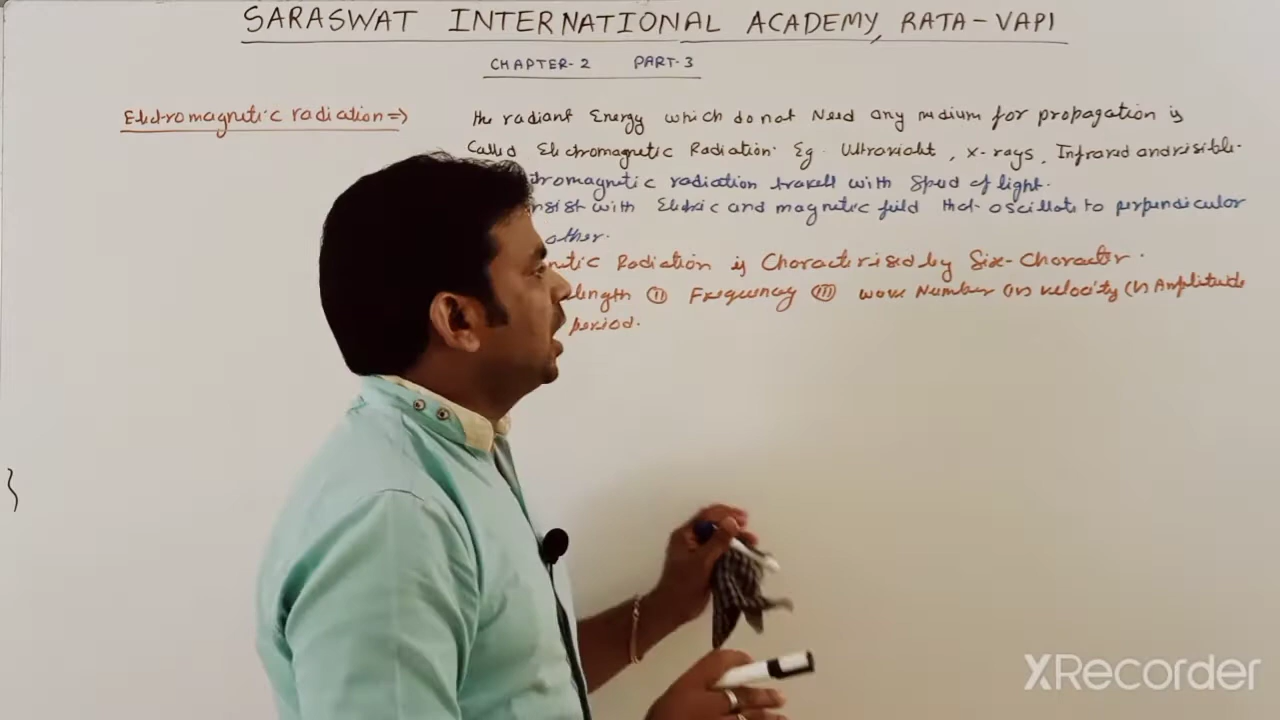 SARASWAT INTERNATIONAL ACADEMY, RATA-VAPI
CHAPTER-2 PART-3
Electromagnetic radiation =>
the radiant Energy which do not Need any medium for propagation is
Called Electromagnetic Radiation. Eg. Ultraviolet, X-rays, Infrared and visible.
tromagnetic radiation travell with Speed of light.
nsist with Electric and magnetic field that oscillate to perpendicular
other.
netic Radiation is Characterised by Six-Character.
length (II) Frequency (III) wave Number (IV) velocity (V) Amplitude
period.
XRecorder